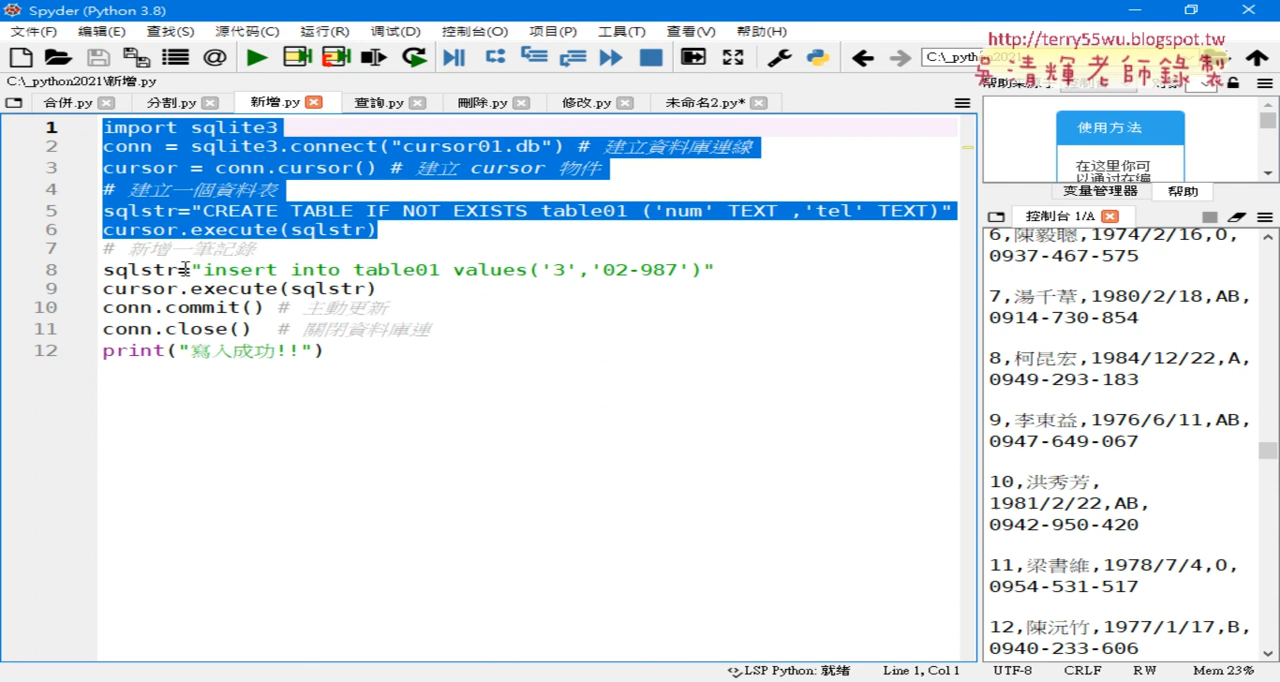 Spyder (Python 3.8)
文件(F) 编辑(E) 查找(S) 源代码(C) 运行(R) 调试(D) 控制台(O) 项目(P) 工具(T) 查看(V) 帮助(H)
http://terry55wu.blogspot.tw
吳清輝老師錄製
C:\_python2021\新增.py
合併.py 分割.py 新增.py 查詢.py 刪除.py 修改.py 未命名2.py*
1 import sqlite3
2 conn = sqlite3.connect("cursor01.db") # 建立資料庫連線
3 cursor = conn.cursor() # 建立 cursor 物件
4 # 建立一個資料表
5 sqlstr="CREATE TABLE IF NOT EXISTS table01 ('num' TEXT ,'tel' TEXT)"
6 cursor.execute(sqlstr)
7 # 新增一筆記錄
8 sqlstr="insert into table01 values('3','02-987')"
9 cursor.execute(sqlstr)
10 conn.commit() # 主動更新
11 conn.close() # 關閉資料庫連
12 print("寫入成功!!")
使用方法
在这里你可
以通过在编
变量管理器 帮助
控制台 1/A
6,陳毅聰,1974/2/16,O,
0937-467-575
7,湯千葦,1980/2/18,AB,
0914-730-854
8,柯昆宏,1984/12/22,A,
0949-293-183
9,李東益,1976/6/11,AB,
0947-649-067
10,洪秀芳,
1981/2/22,AB,
0942-950-420
11,梁書維,1978/7/4,O,
0954-531-517
12,陳沅竹,1977/1/17,B,
0940-233-606
LSP Python: 就绪 Line 1, Col 1 UTF-8 CRLF RW Mem 23%